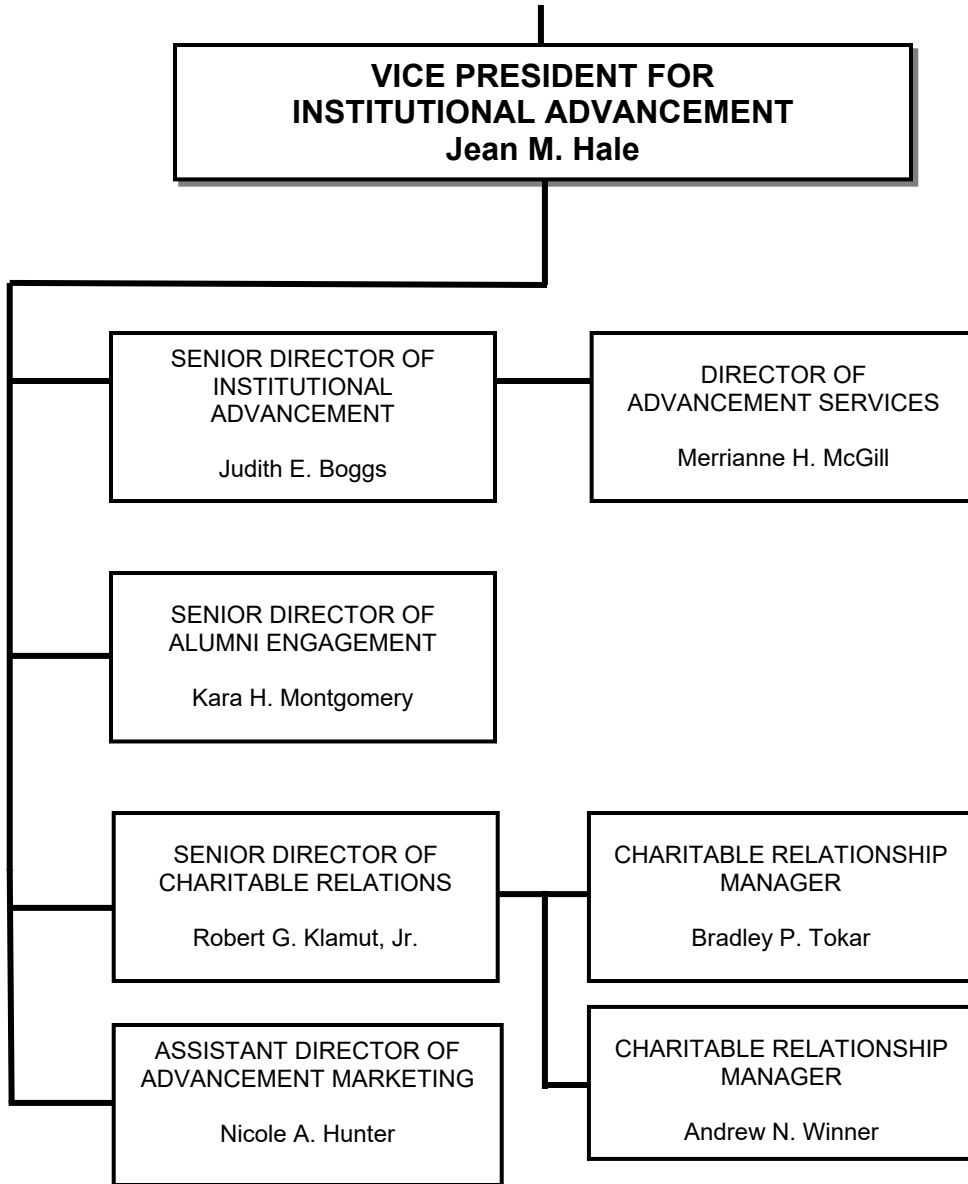 VICE PRESIDENT FOR
INSTITUTIONAL ADVANCEMENT
Jean M. Hale
SENIOR DIRECTOR OF
INSTITUTIONAL
ADVANCEMENT
Judith E. Boggs
DIRECTOR OF
ADVANCEMENT SERVICES
Merrianne H. McGill
SENIOR DIRECTOR OF
ALUMNI ENGAGEMENT
Kara H. Montgomery
SENIOR DIRECTOR OF
CHARITABLE RELATIONS
Robert G. Klamut, Jr.
CHARITABLE RELATIONSHIP
MANAGER
Bradley P. Tokar
ASSISTANT DIRECTOR OF
ADVANCEMENT MARKETING
Nicole A. Hunter
CHARITABLE RELATIONSHIP
MANAGER
Andrew N. Winner